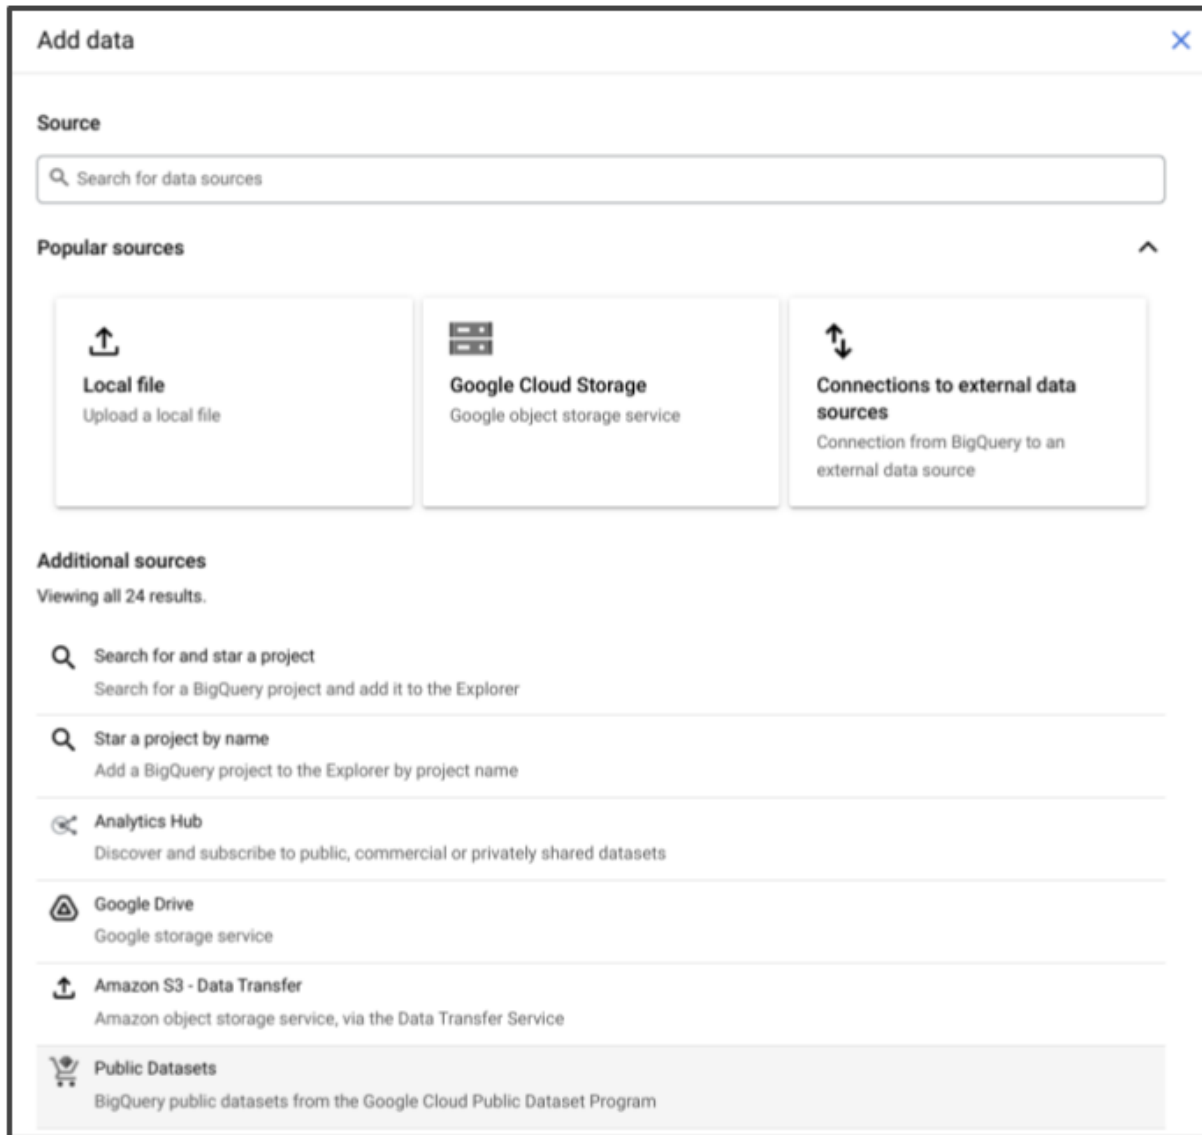 Add data
Source
Search for data sources
Popular sources
Local file
Upload a local file
Google Cloud Storage
Google object storage service
Connections to external data
sources
Connection from BigQuery to an
external data source
Additional sources
Viewing all 24 results.
Search for and star a project
Search for a BigQuery project and add it to the Explorer
Star a project by name
Add a BigQuery project to the Explorer by project name
Analytics Hub
Discover and subscribe to public, commercial or privately shared datasets
Google Drive
Google storage service
Amazon S3 - Data Transfer
Amazon object storage service, via the Data Transfer Service
Public Datasets
BigQuery public datasets from the Google Cloud Public Dataset Program